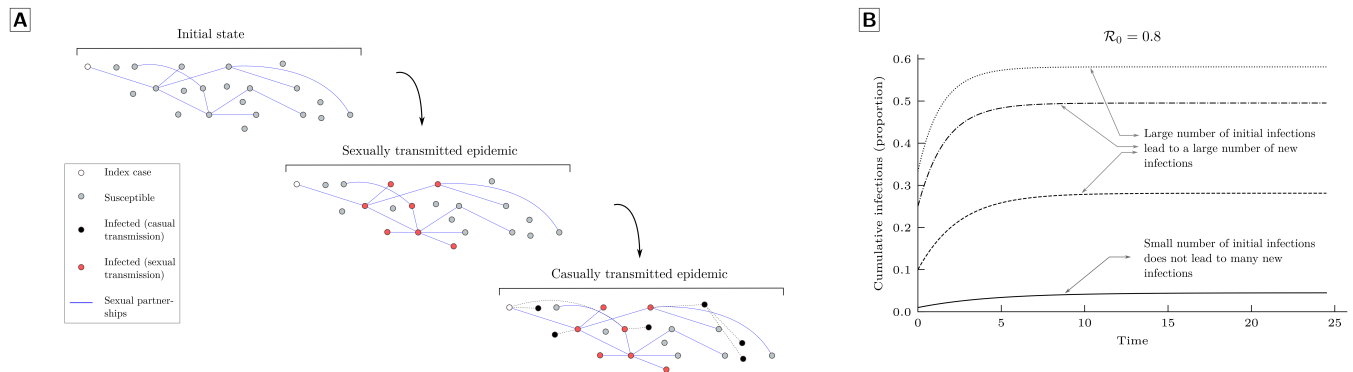 A
Initial state
Sexually transmitted epidemic
Index case
Susceptible
Infected (casual
transmission)
Infected (sexual
transmission)
Sexual partner-
ships
Casually transmitted epidemic
B
R₀ = 0.8
Cumulative infections (proportion)
0.6
0.5
0.4
0.3
0.2
0.1
0.0
Large number of initial infections
lead to a large number of new
infections
Small number of initial infections
does not lead to many new
infections
0
5
10
15
20
25
Time